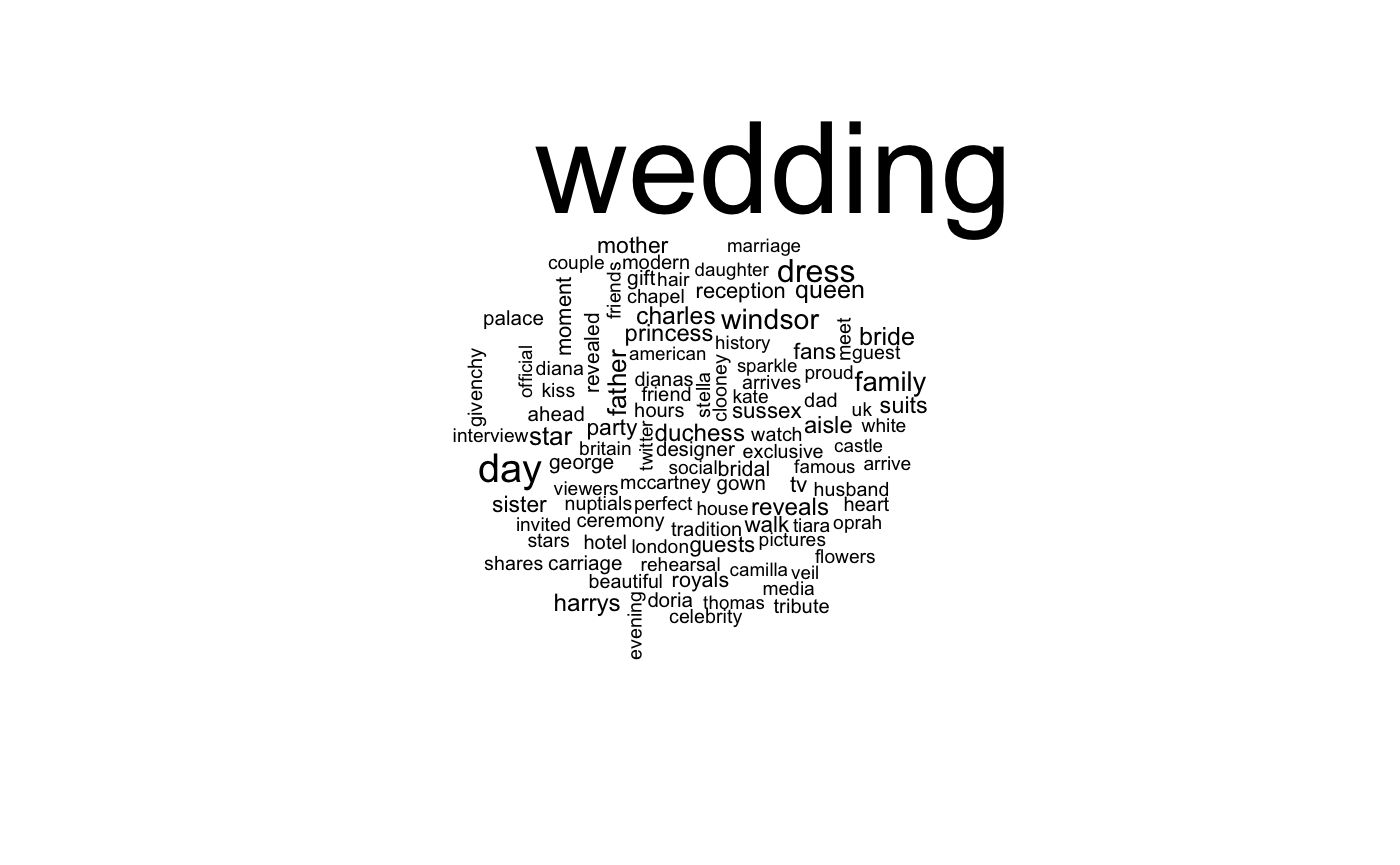 wedding
mother
marriage
couple
modern
friends
gift
hair
daughter
dress
chapel
reception
queen
moment
palace
charles
windsor
revealed
princess
history
meet
bride
american
fans
guest
official
givenchy
diana
father
sparkle
proud
dianas
stella
clooney
arrives
family
kiss
friend
kate
dad
ahead
hours
sussex
uk
suits
party
aisle
white
interview
star
twitter
duchess
watch
britain
designer
exclusive
castle
day
george
social
bridal
famous
arrive
viewers
mccartney
gown
tv
husband
sister
nuptials
perfect
house
reveals
heart
invited
ceremony
tradition
walk
tiara
oprah
stars
hotel
london
guests
pictures
flowers
shares
carriage
rehearsal
camilla
veil
beautiful
royals
media
harrys
evening
doria
thomas
tribute
celebrity